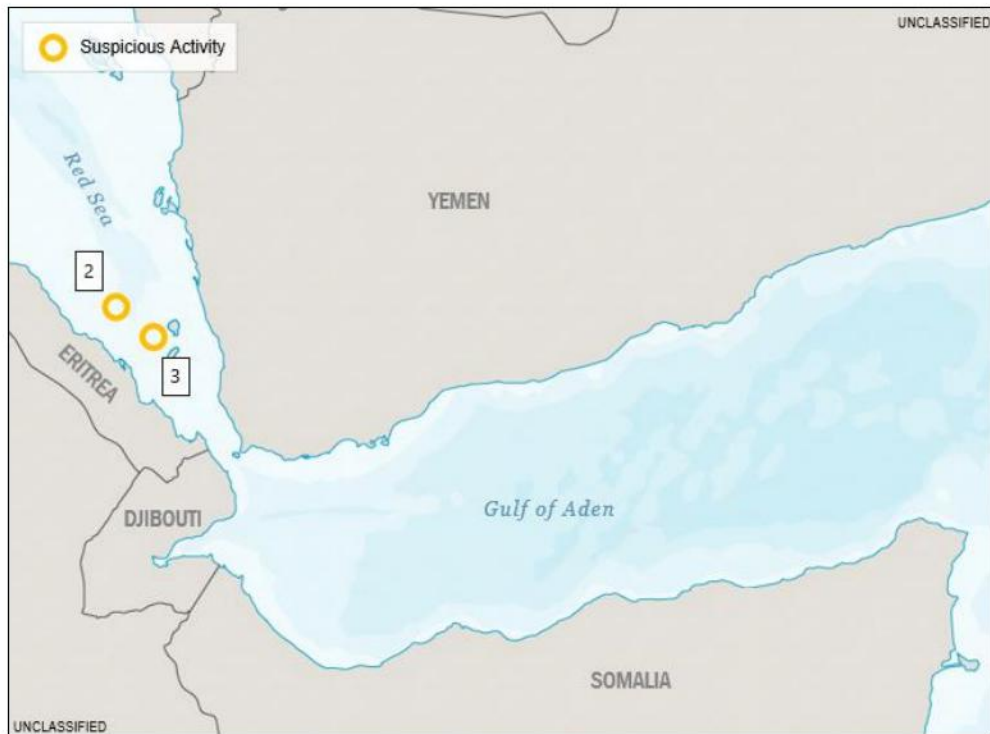 UNCLASSIFIED
Suspicious Activity
Red Sea
YEMEN
2
ERITREA
3
DJIBOUTI
Gulf of Aden
SOMALIA
UNCLASSIFIED